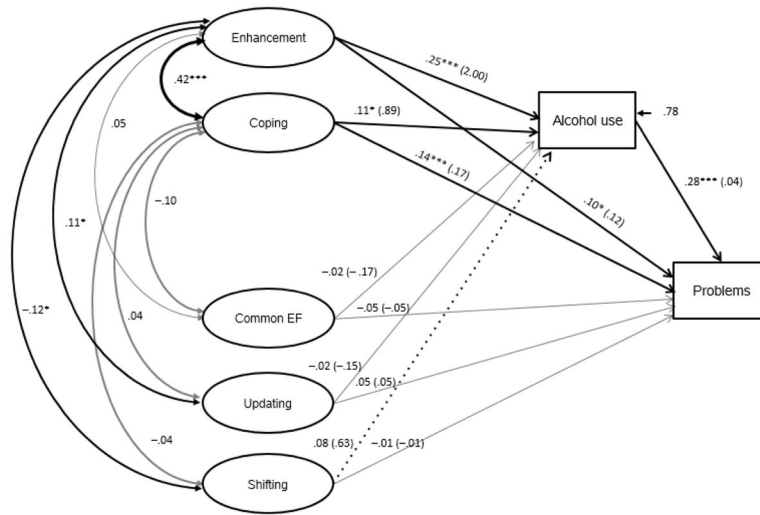 Enhancement
.42***
.25*** (2.00)
.05
Coping
.11* (.89)
Alcohol use
.78
.14*** (.17)
−.10
.28*** (.04)
.10* (.12)
.11*
−.02 (− .17)
Problems
−.12*
.04
Common EF
−.05 (−.05)
−.02 (−.15)
.05 (.05)
Updating
−.04
.08 (.63)
−.01 (−.01)
Shifting